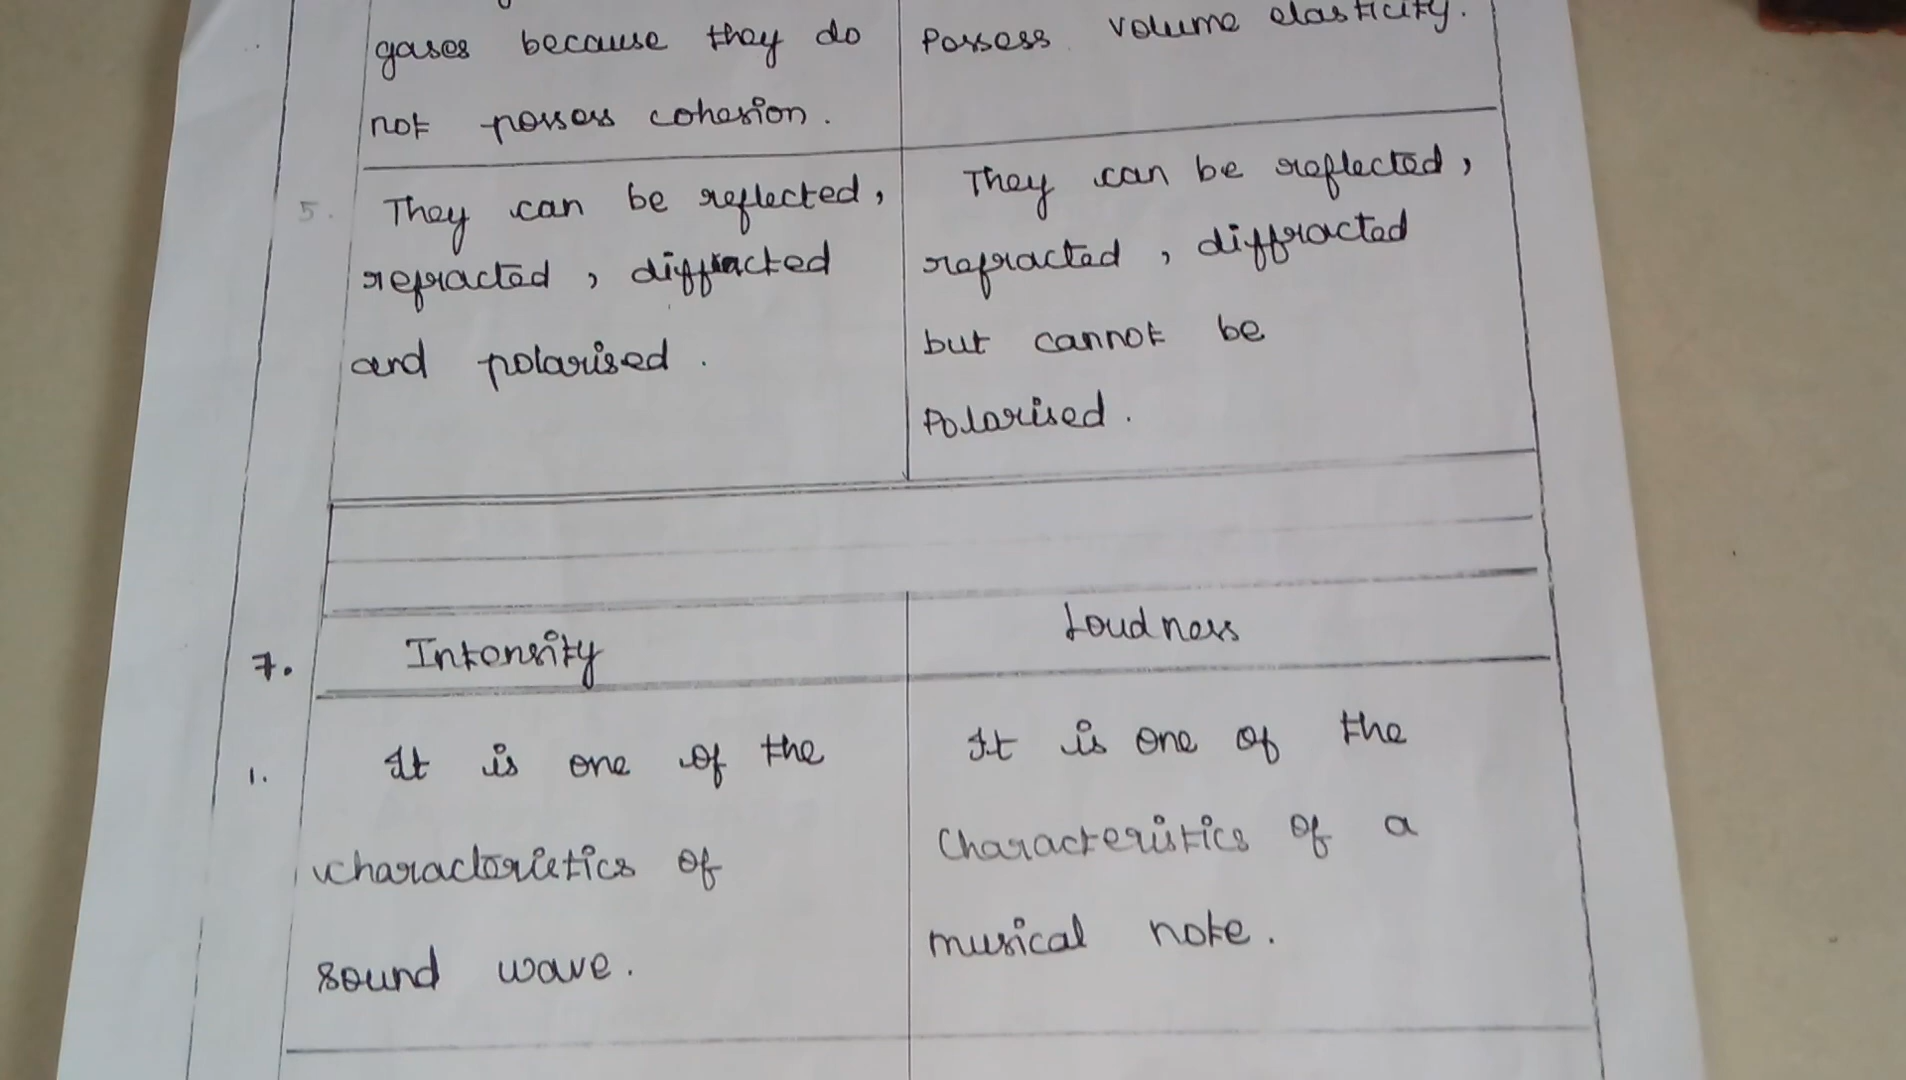 gases because they do
not possess cohesion.
Possess volume elasticity.
5. They can be reflected,
refracted, diffracted
and polarised.
They can be reflected,
refracted, diffracted
but cannot be
Polarised.
7. Intensity
Loudness
1. It is one of the
characteristics of
sound wave.
It is one of the
Characteristics of a
musical note.